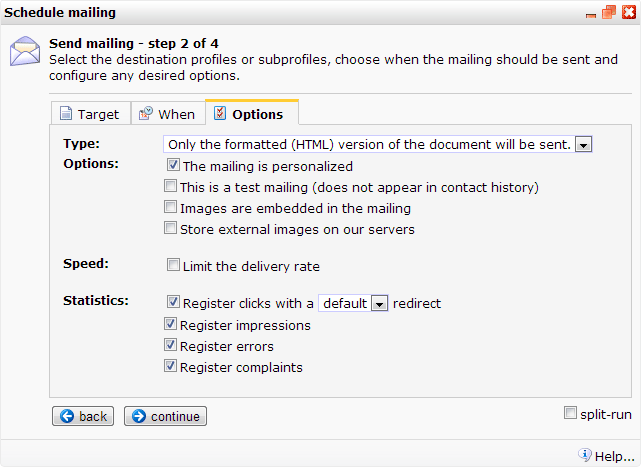 Schedule mailing
Send mailing - step 2 of 4
Select the destination profiles or subprofiles, choose when the mailing should be sent and
configure any desired options.
Target When Options
Type: Only the formatted (HTML) version of the document will be sent.
Options: The mailing is personalized
This is a test mailing (does not appear in contact history)
Images are embedded in the mailing
Store external images on our servers
Speed: Limit the delivery rate
Statistics: Register clicks with a default redirect
Register impressions
Register errors
Register complaints
back continue split-run
Help...